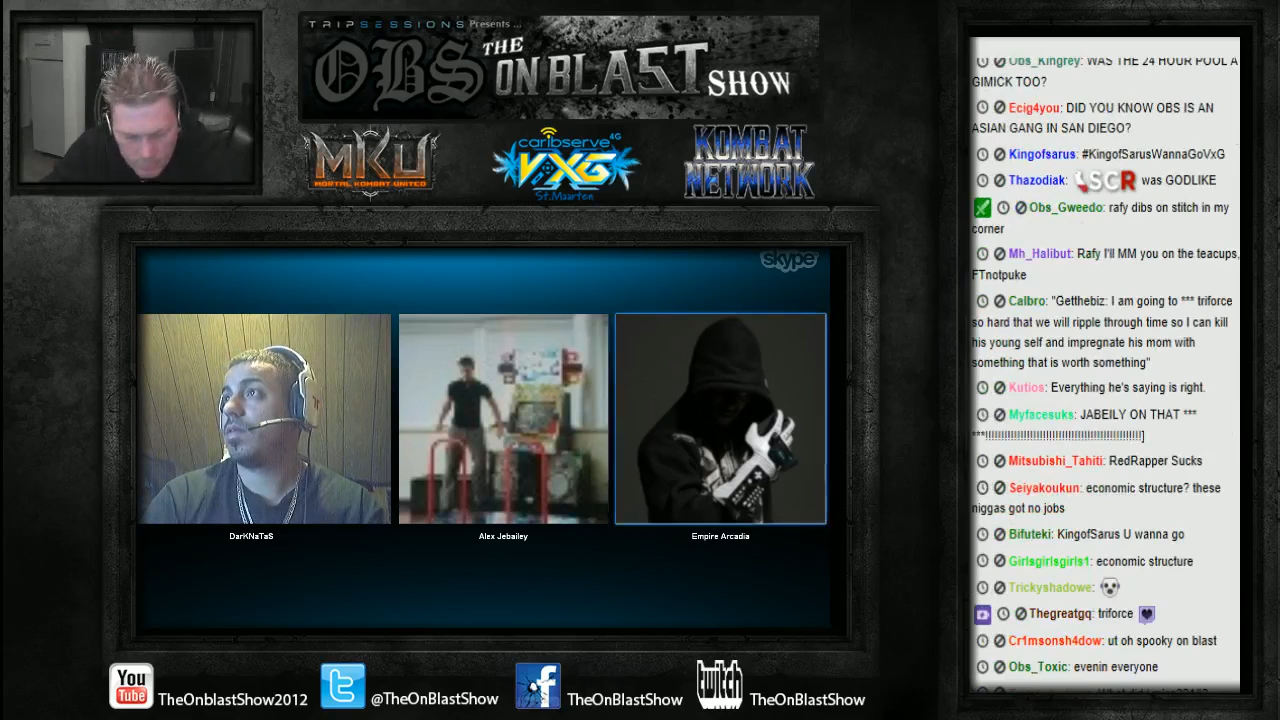 TRIPSESSIONS Presents ...
OBS THE ON BLAST SHOW
MKU
MORTAL KOMBAT UNITED
caribserve 4G
VXG
St.Maarten
KOMBAT
NETWORK
skype
DarKNaTaS
Alex Jebailey
Empire Arcadia
You Tube TheOnblastShow2012
@TheOnBlastShow
f TheOnBlastShow
twitch TheOnBlastShow
Obs_Kingrey: WAS THE 24 HOUR POOL A
GIMICK TOO?
Ecig4you: DID YOU KNOW OBS IS AN
ASIAN GANG IN SAN DIEGO?
Kingofsarus: #KingofSarusWannaGoVxG
Thazodiak: SCR was GODLIKE
Obs_Gweedo: rafy dibs on stitch in my
corner
Mh_Halibut: Rafy I'll MM you on the teacups,
FTnotpuke
Calbro: "Getthebiz: I am going to *** triforce
so hard that we will ripple through time so I can kill
his young self and impregnate his mom with
something that is worth something"
Kutios: Everything he's saying is right.
Myfacesuks: JABEILY ON THAT ***
Mitsubishi_Tahiti: RedRapper Sucks
Seiyakoukun: economic structure? these
niggas got no jobs
Bifuteki: KingofSarus U wanna go
Girlsgirlsgirls1: economic structure
Trickyshadowe:
Thegreatgq: triforce
Cr1msonsh4dow: ut oh spooky on blast
Obs_Toxic: evenin everyone